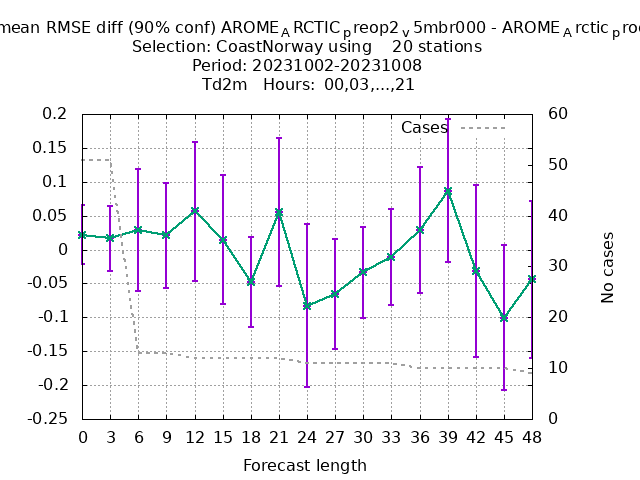 mean RMSE diff (90% conf) AROME_ARCTIC_preop2_v5mbr000 - AROME_Arctic_pro
Selection: CoastNorway using 20 stations
Period: 20231002-20231008
Td2m Hours: 00,03,...,21
Cases
0.2
0.15
0.1
0.05
0
-0.05
-0.1
-0.15
-0.2
-0.25
60
50
40
30
20
10
0
No cases
0 3 6 9 12 15 18 21 24 27 30 33 36 39 42 45 48
Forecast length